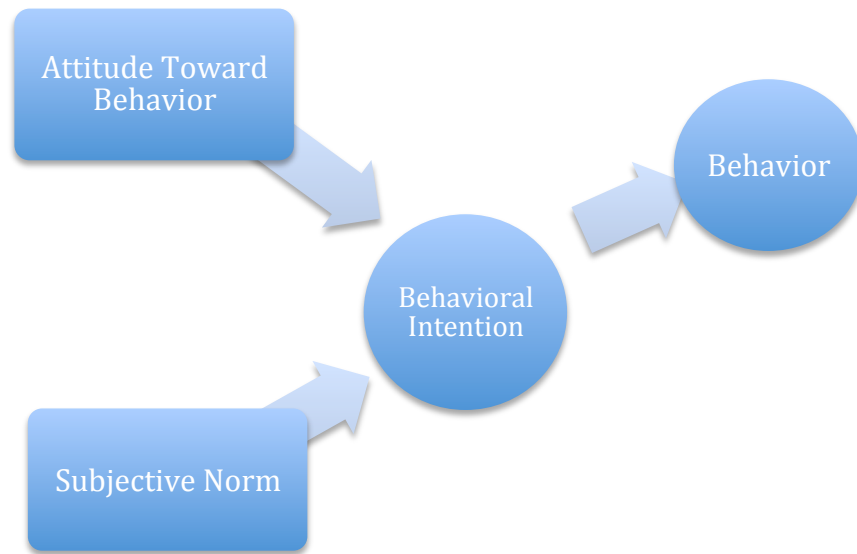 Attitude Toward
Behavior
Behavior
Behavioral
Intention
Subjective Norm